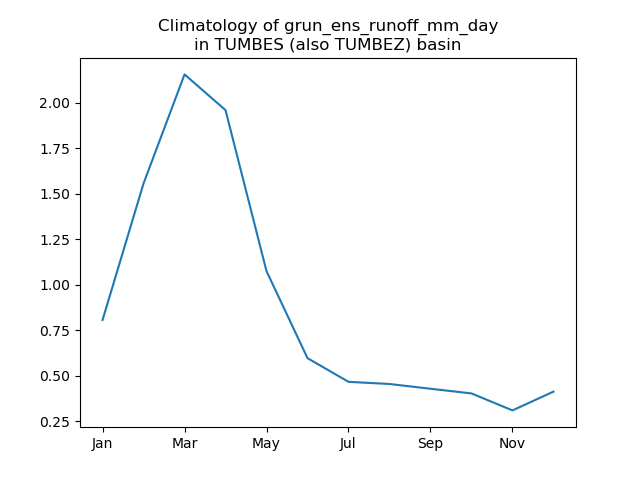 Climatology of grun_ens_runoff_mm_day
in TUMBES (also TUMBEZ) basin
2.00
1.75
1.50
1.25
1.00
0.75
0.50
0.25
Jan Mar May Jul Sep Nov